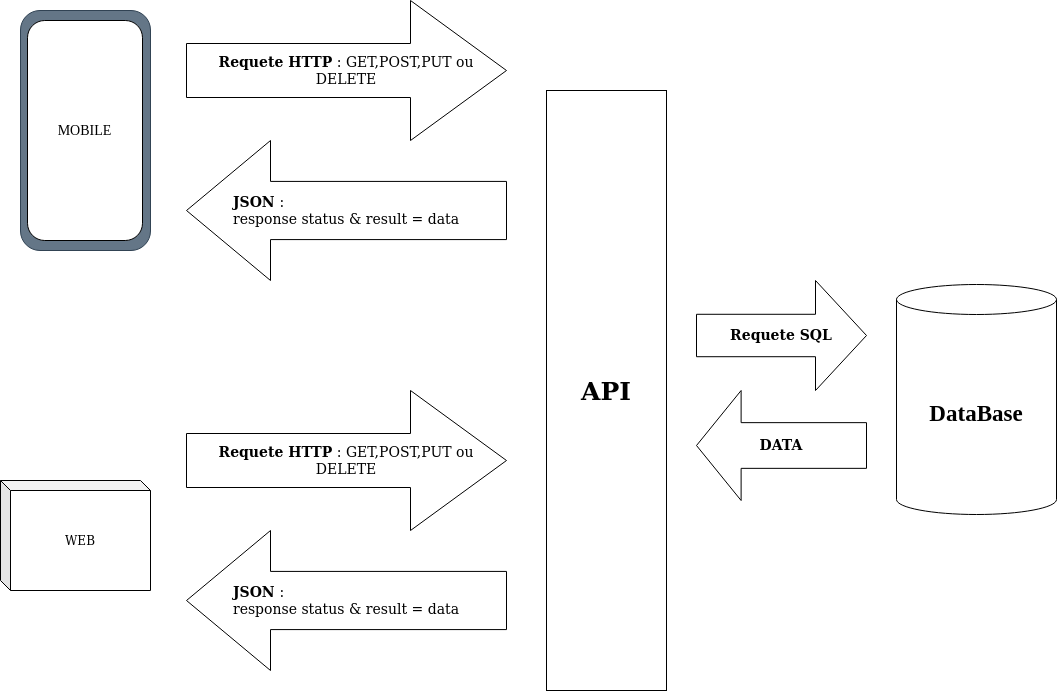 MOBILE
Requete HTTP : GET,POST,PUT ou
DELETE
JSON :
response status & result = data
API
Requete SQL
DATA
DataBase
WEB
Requete HTTP : GET,POST,PUT ou
DELETE
JSON :
response status & result = data